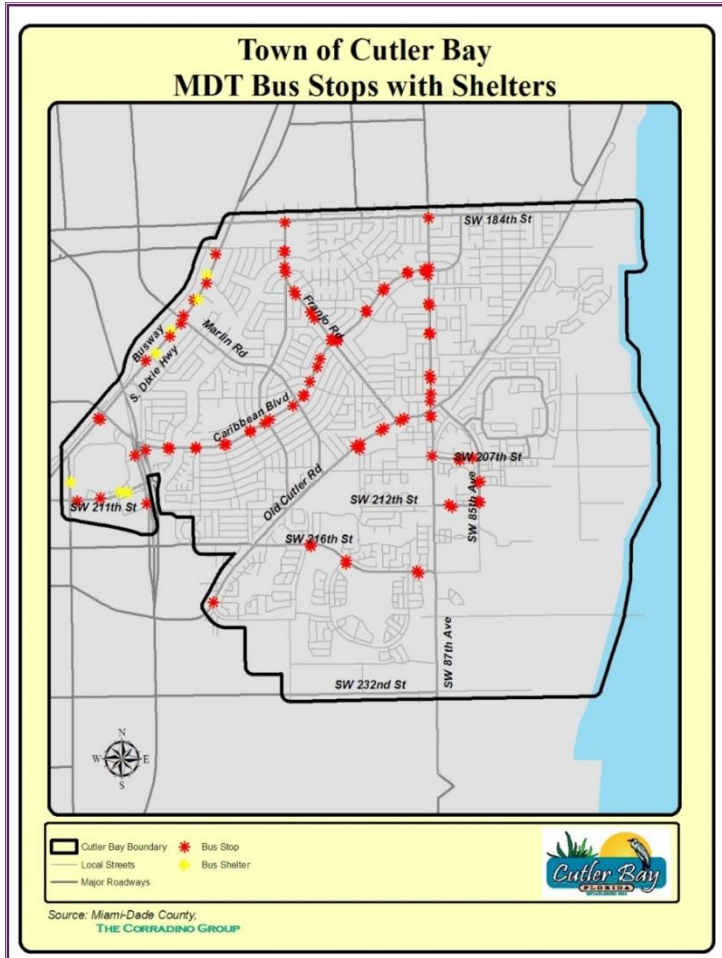 Town of Cutler Bay
MDT Bus Stops with Shelters
SW 184th St
Franjo Rd
Marlin Rd
Busway
S. Dixie Hwy
Caribbean Blvd
Old Cutler Rd
SW 207th St
SW 85th Ave
SW 211th St
SW 212th St
SW 216th St
SW 87th Ave
SW 232nd St
N
W E
S
Cutler Bay Boundary
Local Streets
Major Roadways
Bus Stop
Bus Shelter
Cutler Bay
FLORIDA
Source: Miami-Dade County,
THE CORRADINO GROUP